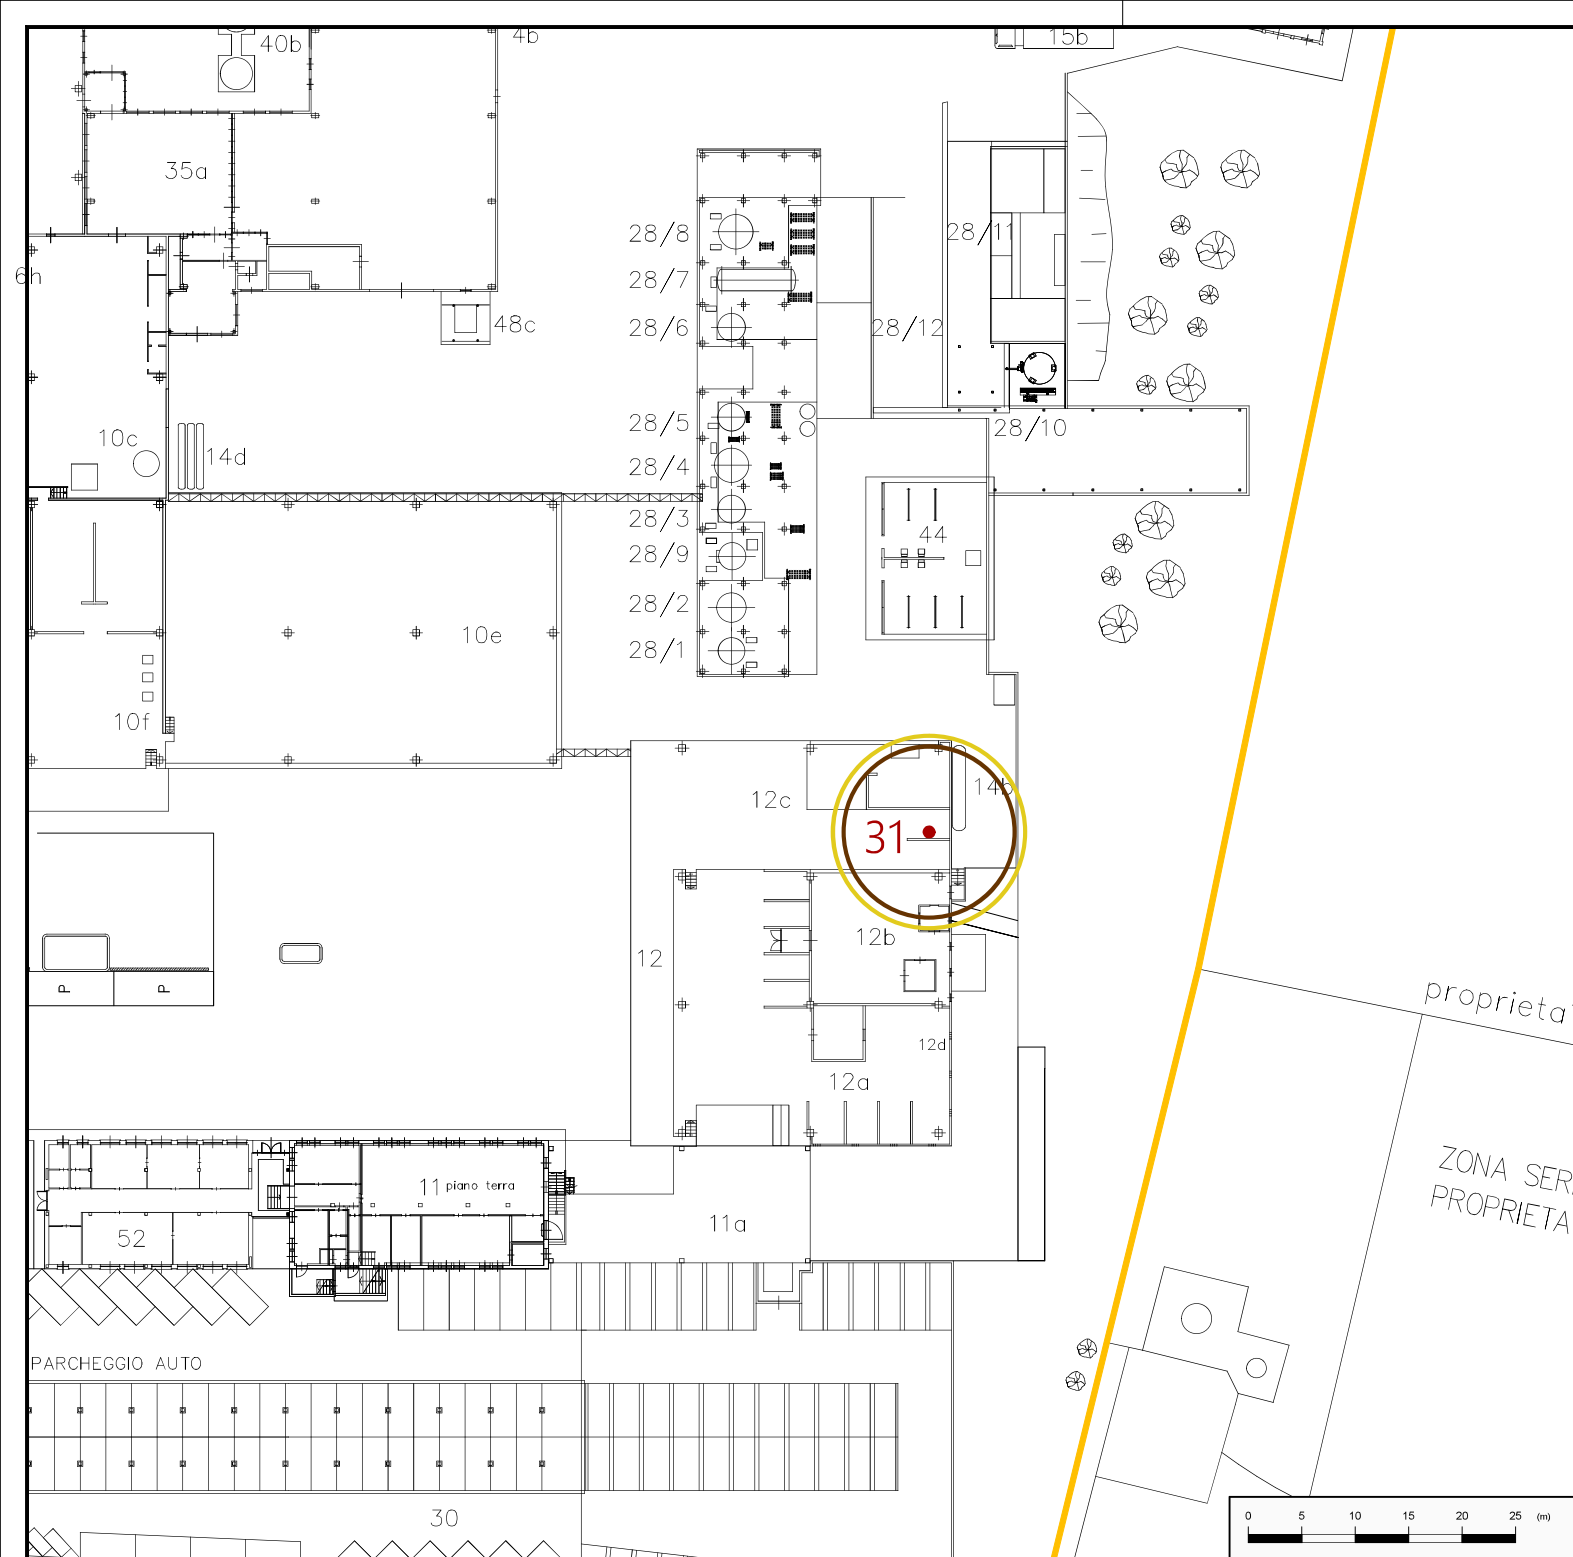 40b
4b
15b
35a
28/8
28/11
6h
28/7
48c
28/6
28/12
28/5
28/10
10c
14d
28/4
28/3
44
28/9
28/2
10e
28/1
10f
12c
14b
31
12b
12
P
P
proprieta'
12d
12a
ZONA SER
PROPRIETA
11 piano terra
11a
52
PARCHEGGIO AUTO
30
0 5 10 15 20 25 (m)